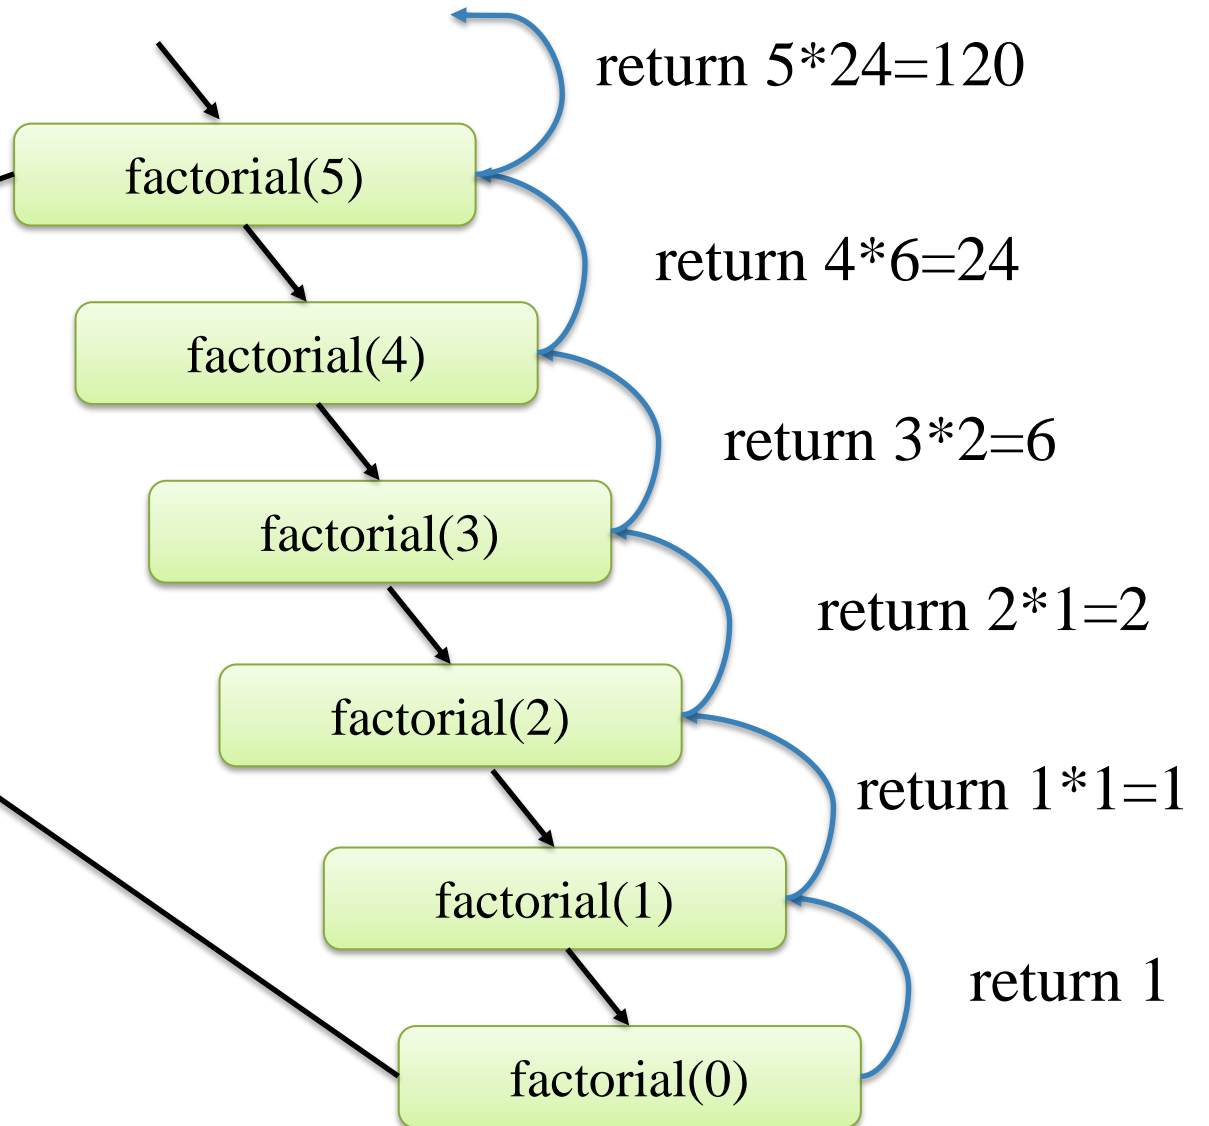 return 5*24=120
factorial(5)
return 4*6=24
factorial(4)
return 3*2=6
factorial(3)
return 2*1=2
factorial(2)
return 1*1=1
factorial(1)
return 1
factorial(0)